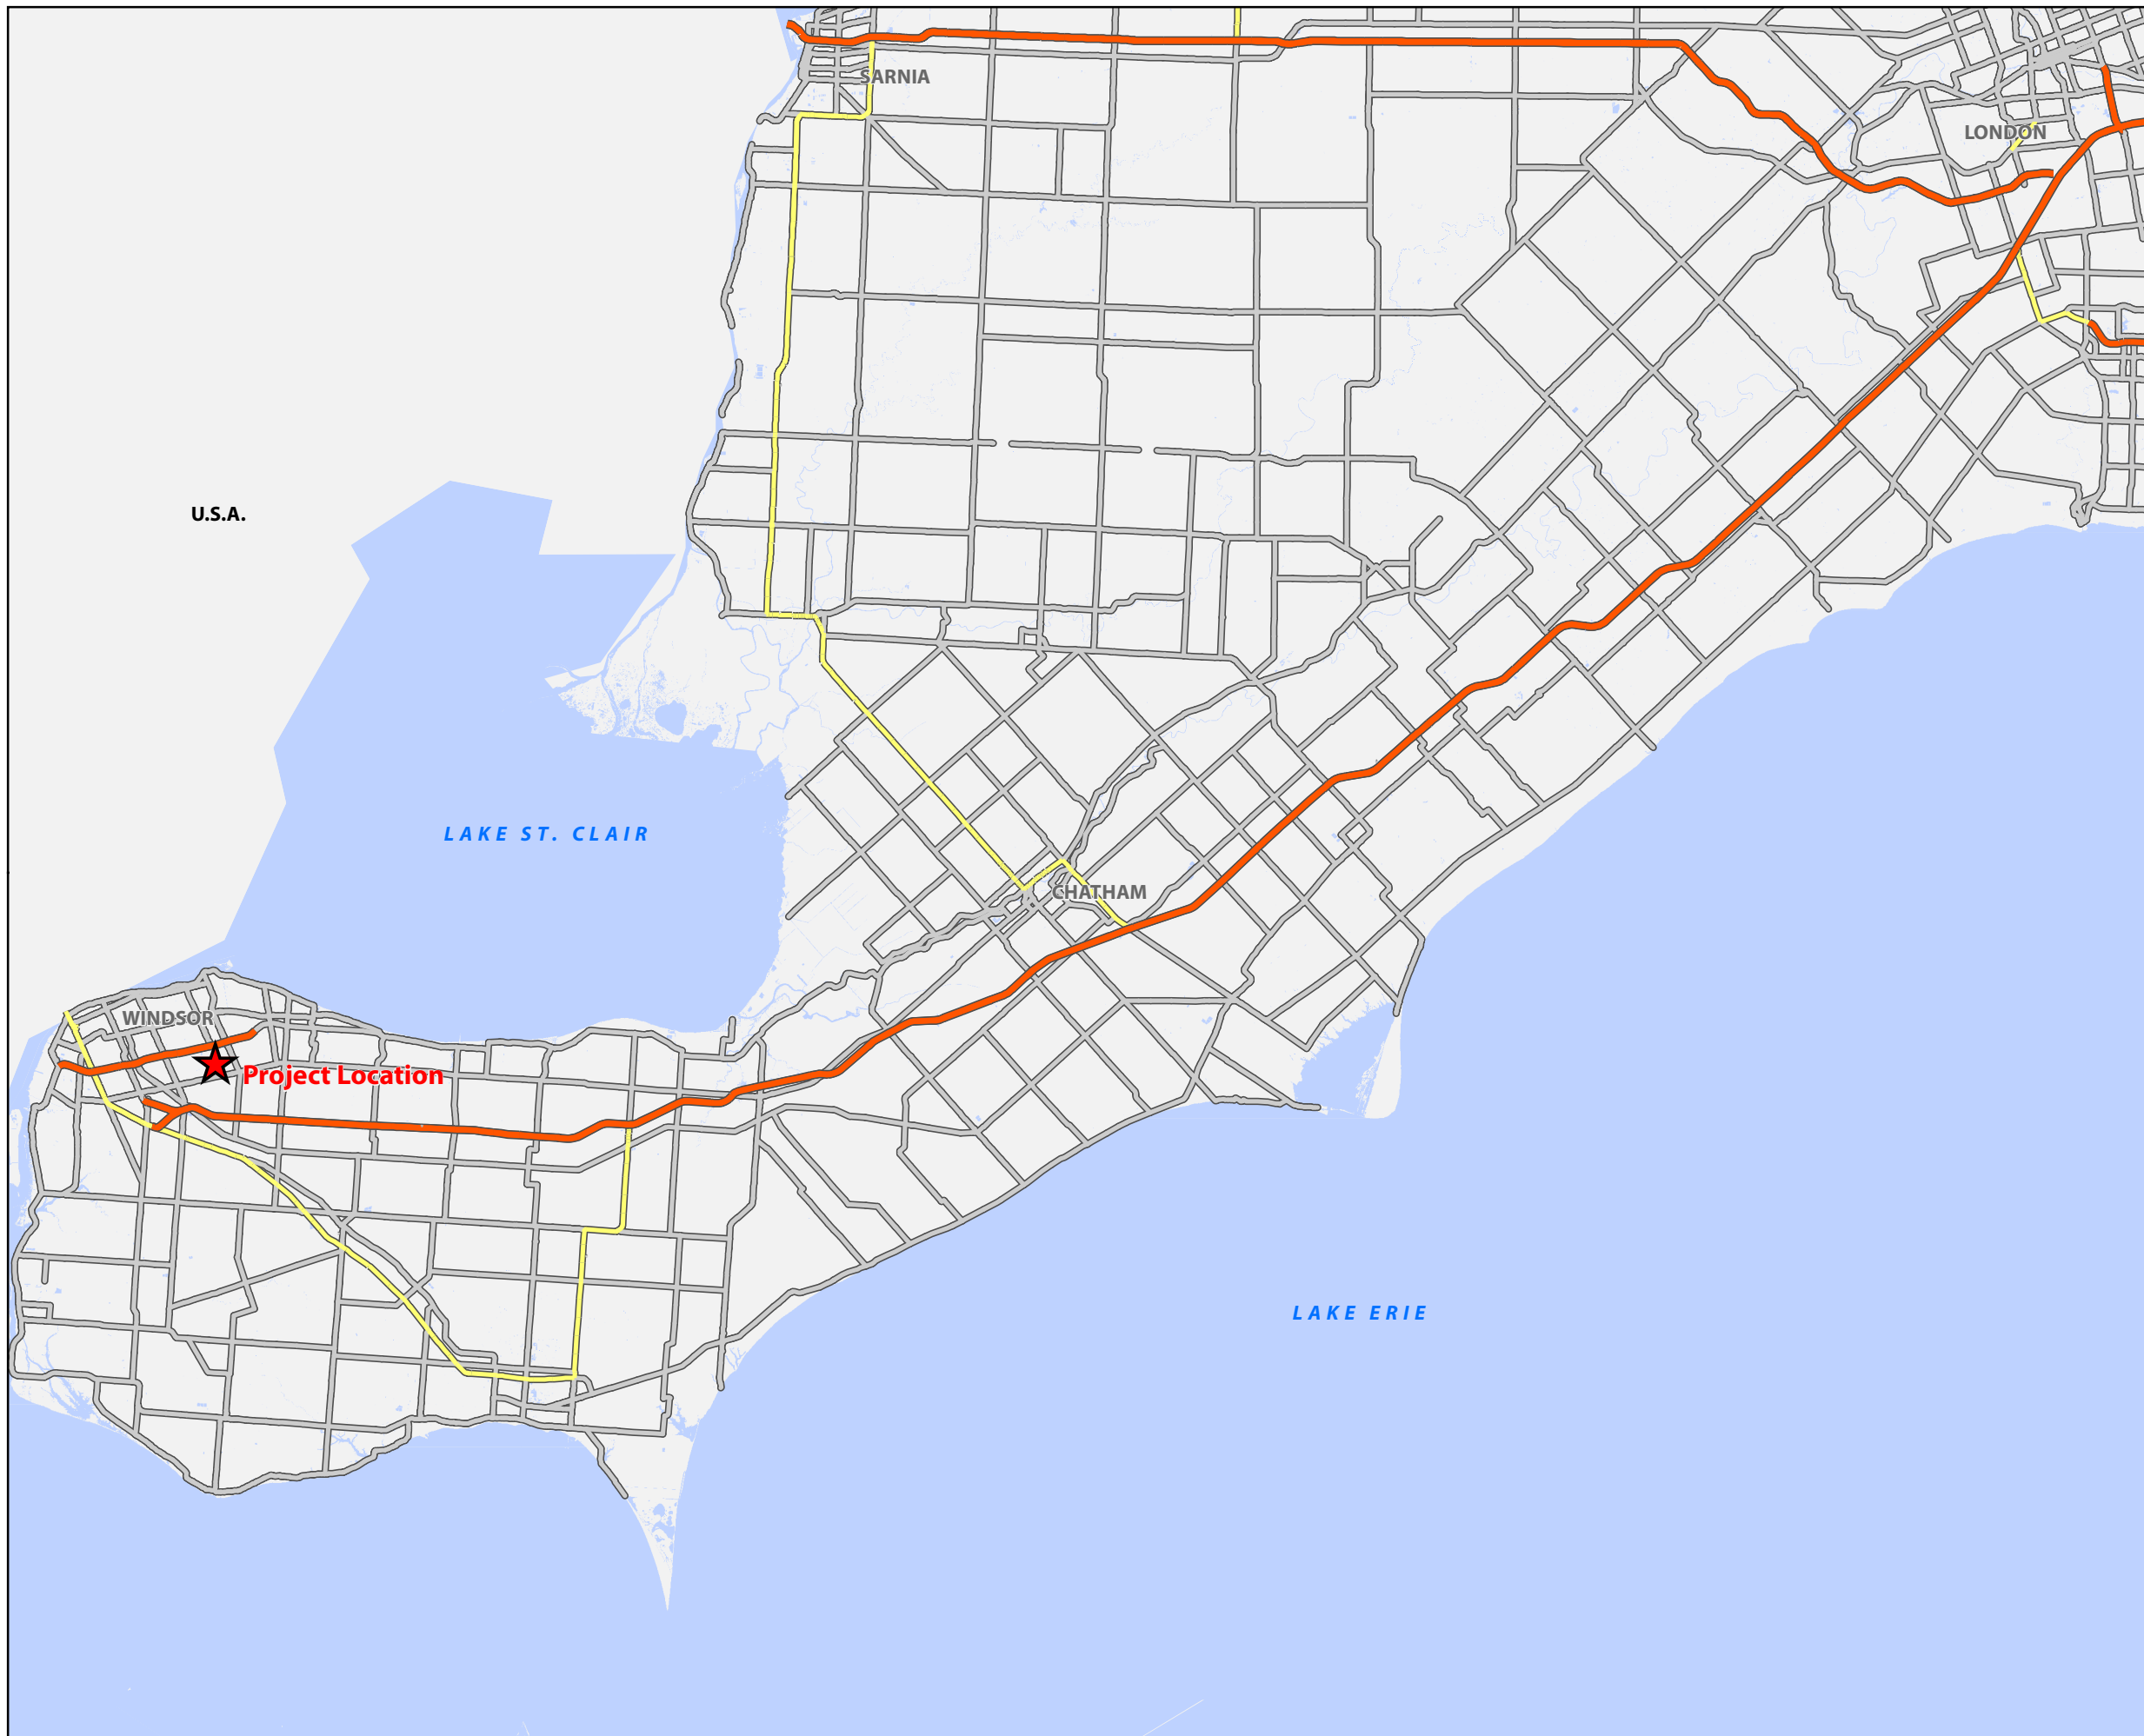 SARNIA
LONDON
U.S.A.
LAKE ST. CLAIR
CHATHAM
WINDSOR
Project Location
LAKE ERIE